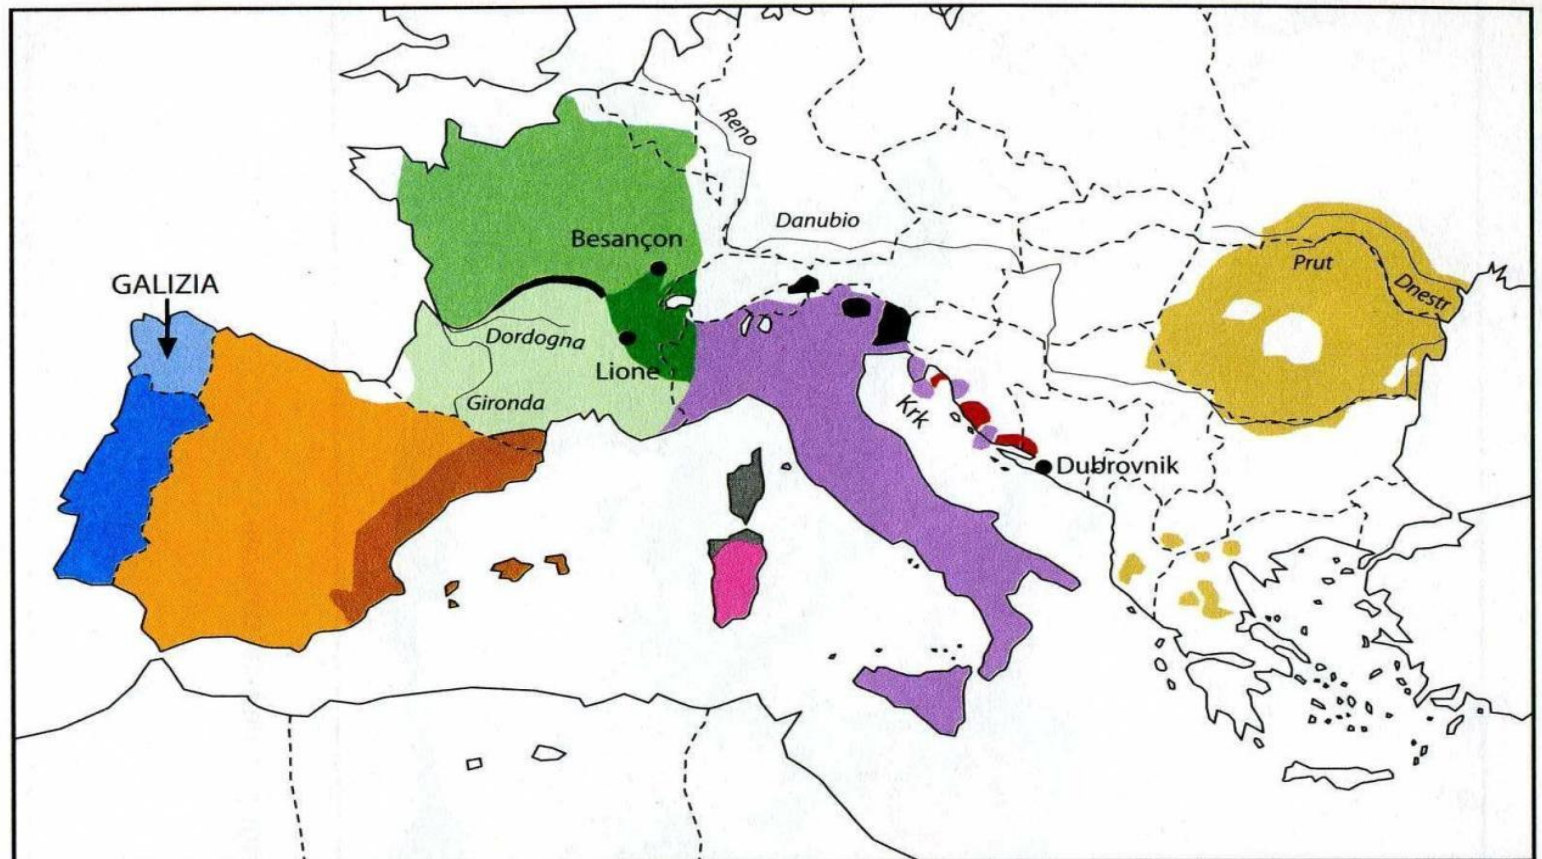 Reno
Danubio
Besançon
Prut
GALIZIA
Dnestr
Dordogna
Lione
Gironda
Krk
Dubrovnik